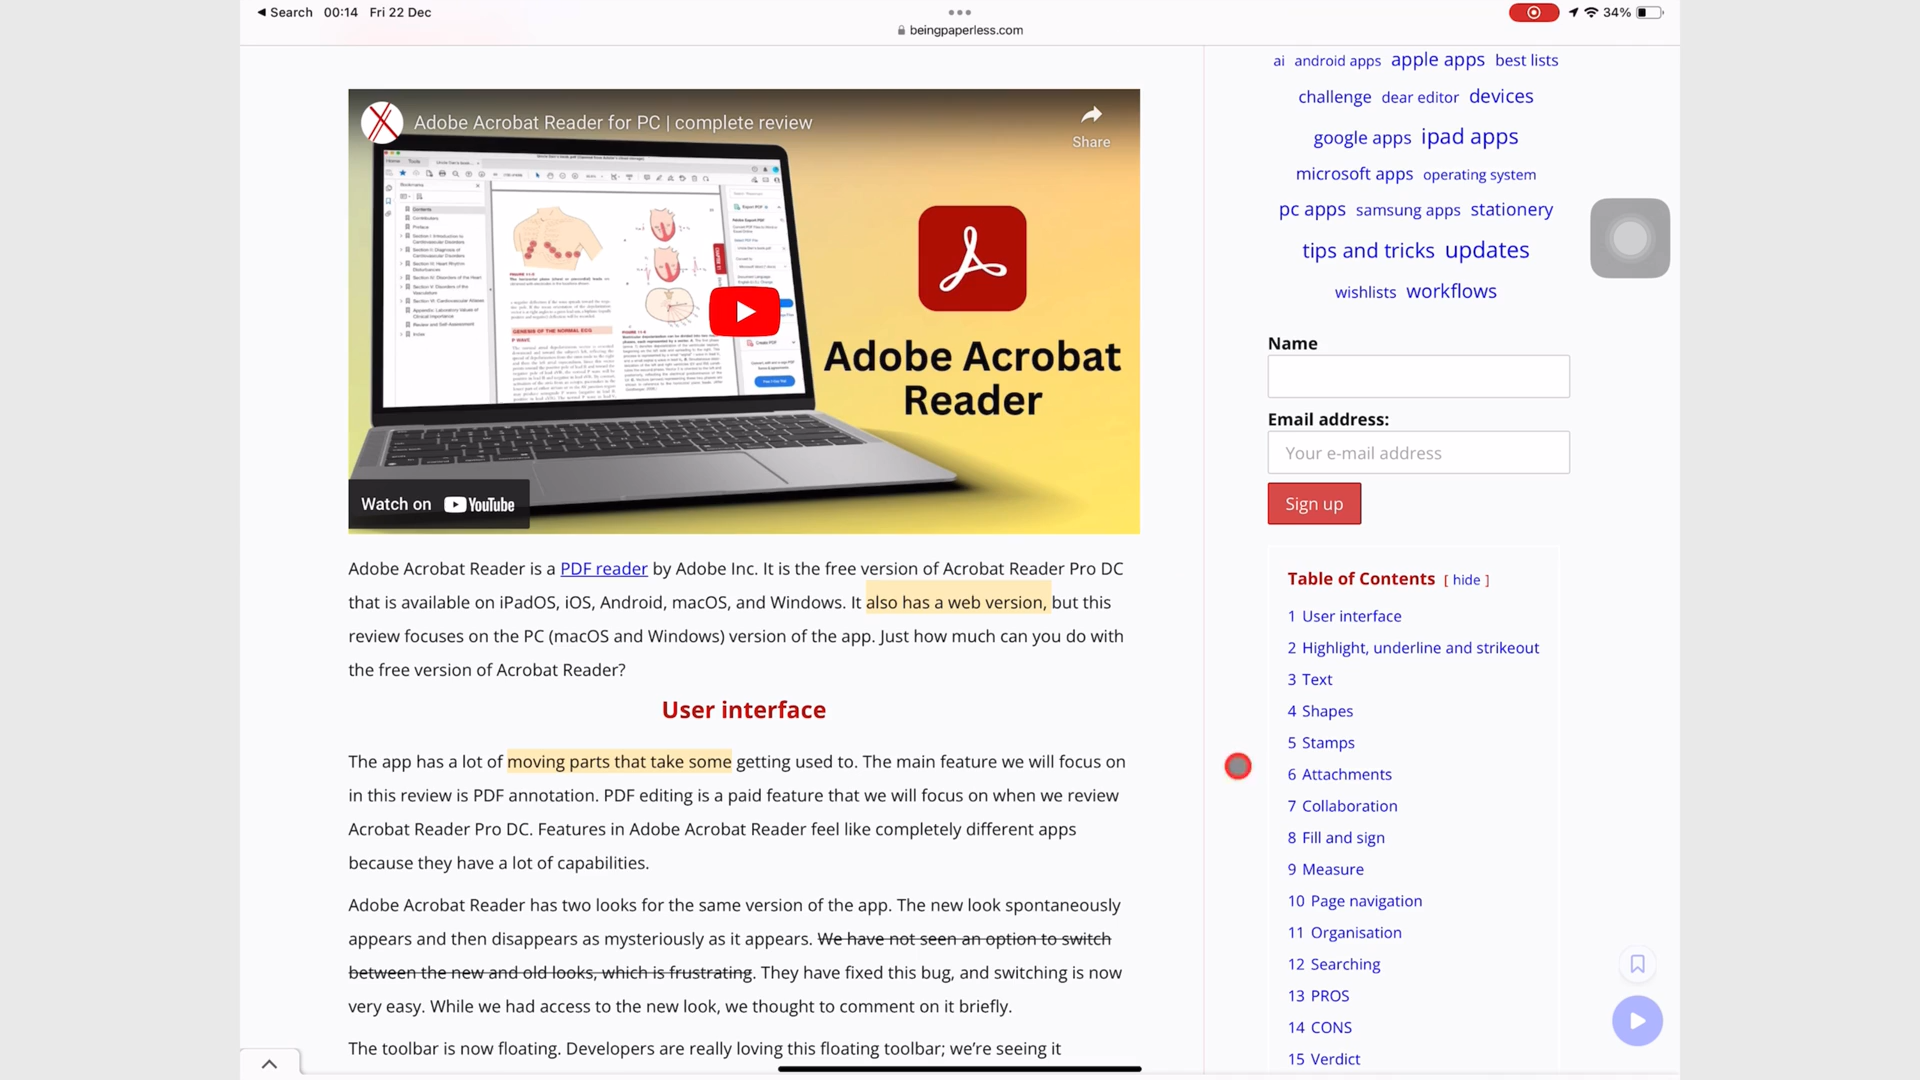 Search 00:14 Fri 22 Dec
beingpaperless.com
34%
Adobe Acrobat Reader for PC | complete review
Share
Adobe Acrobat
Reader
Watch on YouTube
Adobe Acrobat Reader is a PDF reader by Adobe Inc. It is the free version of Acrobat Reader Pro DC
that is available on iPadOS, iOS, Android, macOS, and Windows. It also has a web version, but this
review focuses on the PC (macOS and Windows) version of the app. Just how much can you do with
the free version of Acrobat Reader?
User interface
The app has a lot of moving parts that take some getting used to. The main feature we will focus on
in this review is PDF annotation. PDF editing is a paid feature that we will focus on when we review
Acrobat Reader Pro DC. Features in Adobe Acrobat Reader feel like completely different apps
because they have a lot of capabilities.
Adobe Acrobat Reader has two looks for the same version of the app. The new look spontaneously
appears and then disappears as mysteriously as it appears. We have not seen an option to switch
between the new and old looks, which is frustrating. They have fixed this bug, and switching is now
very easy. While we had access to the new look, we thought to comment on it briefly.
The toolbar is now floating. Developers are really loving this floating toolbar; we're seeing it
ai android apps apple apps best lists
challenge dear editor devices
google apps ipad apps
microsoft apps operating system
pc apps samsung apps stationery
tips and tricks updates
wishlists workflows
Name
Email address:
Your e-mail address
Sign up
Table of Contents [ hide ]
1 User interface
2 Highlight, underline and strikeout
3 Text
4 Shapes
5 Stamps
6 Attachments
7 Collaboration
8 Fill and sign
9 Measure
10 Page navigation
11 Organisation
12 Searching
13 PROS
14 CONS
15 Verdict